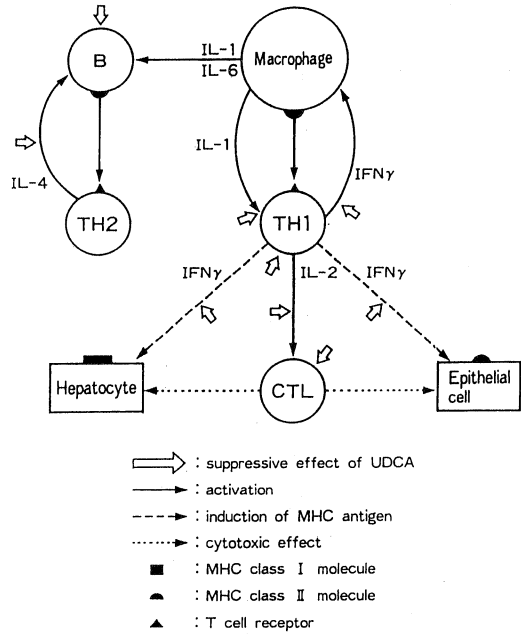 B
IL-1
IL-6
Macrophage
IL-1
IFNγ
IL-4
TH2
TH1
IFNγ
IL-2
IFNγ
Hepatocyte
CTL
Epithelial
cell
: suppressive effect of UDCA
: activation
: induction of MHC antigen
: cytotoxic effect
: MHC class I molecule
: MHC class II molecule
: T cell receptor